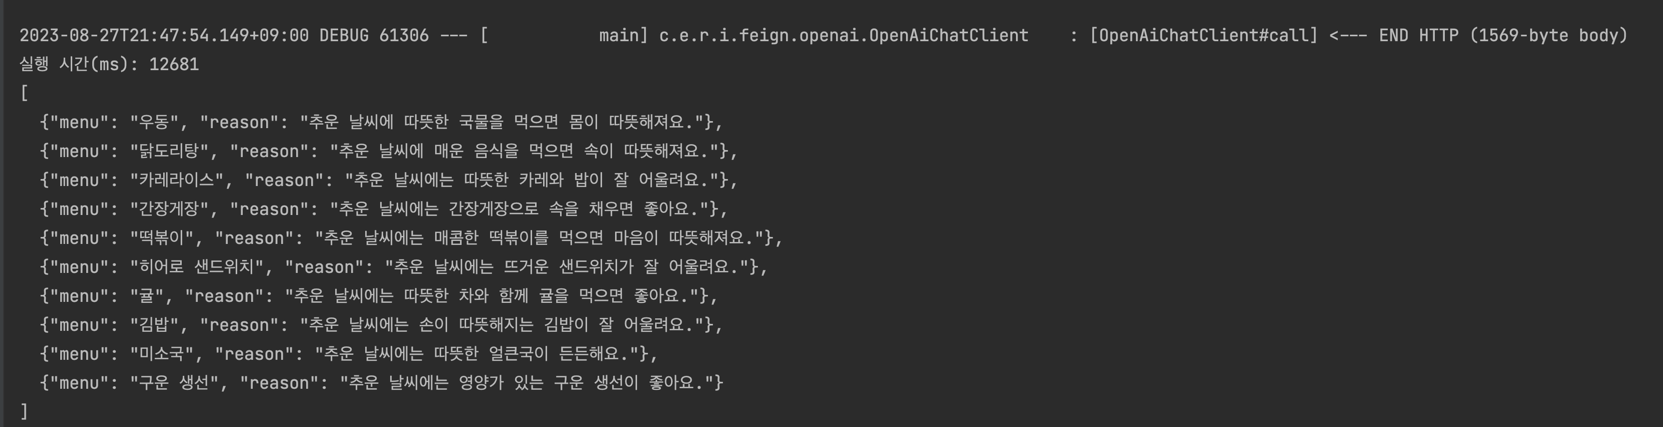 2023-08-27T21:47:54.149+09:00 DEBUG 61306 --- [           main] c.e.r.i.feign.openai.OpenAiChatClient    : [OpenAiChatClient#call] <--- END HTTP (1569-byte body)
실행 시간(ms): 12681
[
  {"menu": "우동", "reason": "추운 날씨에 따뜻한 국물을 먹으면 몸이 따뜻해져요."},
  {"menu": "닭도리탕", "reason": "추운 날씨에 매운 음식을 먹으면 속이 따뜻해져요."},
  {"menu": "카레라이스", "reason": "추운 날씨에는 따뜻한 카레와 밥이 잘 어울려요."},
  {"menu": "간장게장", "reason": "추운 날씨에는 간장게장으로 속을 채우면 좋아요."},
  {"menu": "떡볶이", "reason": "추운 날씨에는 매콤한 떡볶이를 먹으면 마음이 따뜻해져요."},
  {"menu": "히어로 샌드위치", "reason": "추운 날씨에는 뜨거운 샌드위치가 잘 어울려요."},
  {"menu": "귤", "reason": "추운 날씨에는 따뜻한 차와 함께 귤을 먹으면 좋아요."},
  {"menu": "김밥", "reason": "추운 날씨에는 손이 따뜻해지는 김밥이 잘 어울려요."},
  {"menu": "미소국", "reason": "추운 날씨에는 따뜻한 얼큰국이 든든해요."},
  {"menu": "구운 생선", "reason": "추운 날씨에는 영양가 있는 구운 생선이 좋아요."}
]